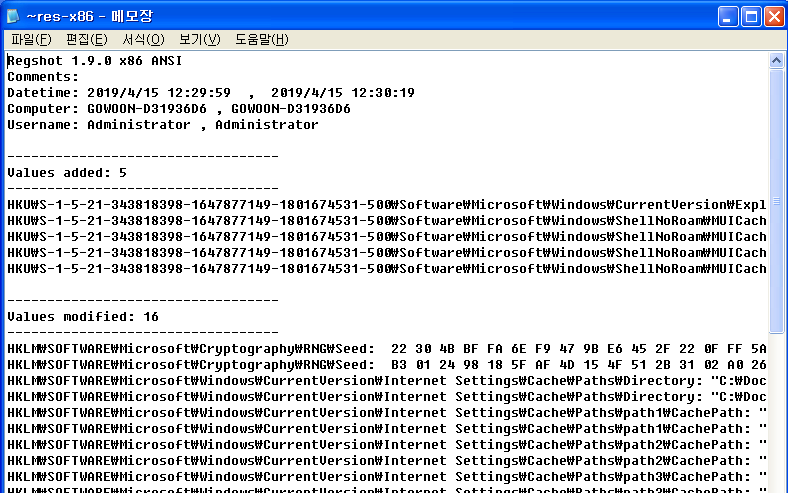 ~res-x86 - 메모장
파일(F) 편집(E) 서식(O) 보기(V) 도움말(H)
Regshot 1.9.0 x86 ANSI
Comments:
Datetime: 2019/4/15 12:29:59 , 2019/4/15 12:30:19
Computer: GOWOON-D31936D6 , GOWOON-D31936D6
Username: Administrator , Administrator
----------------------------------
Values added: 5
----------------------------------
HKU₩S-1-5-21-343818398-1647877149-1801674531-500₩Software₩Microsoft₩Windows₩CurrentVersion₩Expl
HKU₩S-1-5-21-343818398-1647877149-1801674531-500₩Software₩Microsoft₩Windows₩ShellNoRoam₩MUICach
HKU₩S-1-5-21-343818398-1647877149-1801674531-500₩Software₩Microsoft₩Windows₩ShellNoRoam₩MUICach
HKU₩S-1-5-21-343818398-1647877149-1801674531-500₩Software₩Microsoft₩Windows₩ShellNoRoam₩MUICach
HKU₩S-1-5-21-343818398-1647877149-1801674531-500₩Software₩Microsoft₩Windows₩ShellNoRoam₩MUICach
----------------------------------
Values modified: 16
----------------------------------
HKLM₩SOFTWARE₩Microsoft₩Cryptography₩RNG₩Seed: 22 30 4B BF FA 6E F9 47 9B E6 45 2F 22 0F FF 5A
HKLM₩SOFTWARE₩Microsoft₩Cryptography₩RNG₩Seed: B3 01 24 98 18 5F AF 4D 15 4F 51 2B 31 02 A0 26
HKLM₩SOFTWARE₩Microsoft₩Windows₩CurrentVersion₩Internet Settings₩Cache₩Paths₩Directory: "C:₩Doc
HKLM₩SOFTWARE₩Microsoft₩Windows₩CurrentVersion₩Internet Settings₩Cache₩Paths₩Directory: "C:₩Doc
HKLM₩SOFTWARE₩Microsoft₩Windows₩CurrentVersion₩Internet Settings₩Cache₩Paths₩path1₩CachePath: "
HKLM₩SOFTWARE₩Microsoft₩Windows₩CurrentVersion₩Internet Settings₩Cache₩Paths₩path1₩CachePath: "
HKLM₩SOFTWARE₩Microsoft₩Windows₩CurrentVersion₩Internet Settings₩Cache₩Paths₩path2₩CachePath: "
HKLM₩SOFTWARE₩Microsoft₩Windows₩CurrentVersion₩Internet Settings₩Cache₩Paths₩path2₩CachePath: "
HKLM₩SOFTWARE₩Microsoft₩Windows₩CurrentVersion₩Internet Settings₩Cache₩Paths₩path3₩CachePath: "
HKLM₩SOFTWARE₩Microsoft₩Windows₩CurrentVersion₩Internet Settings₩Cache₩Paths₩path3₩CachePath: "